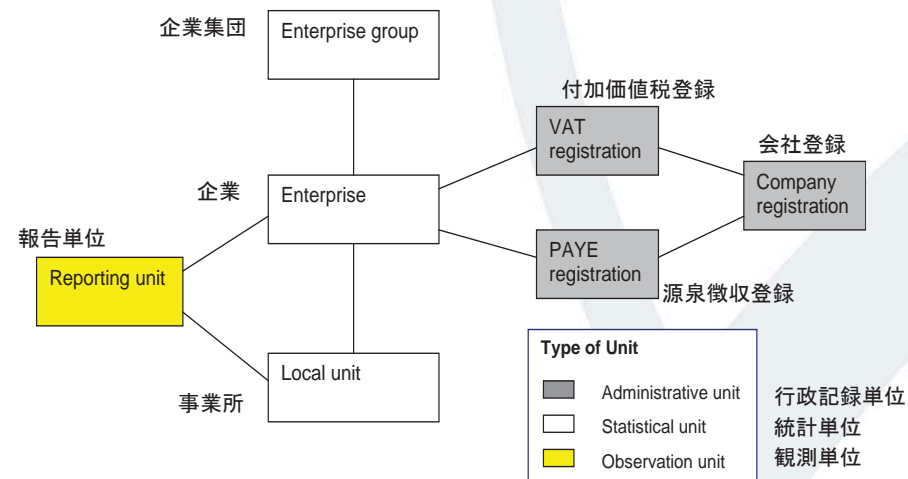 企業集団
Enterprise group
付加価値税登録
VAT
registration
会社登録
Company
registration
企業
Enterprise
報告単位
Reporting unit
PAYE
registration
源泉徴収登録
Local unit
事業所
Type of Unit
Administrative unit
行政記録単位
Statistical unit
統計単位
Observation unit
観測単位